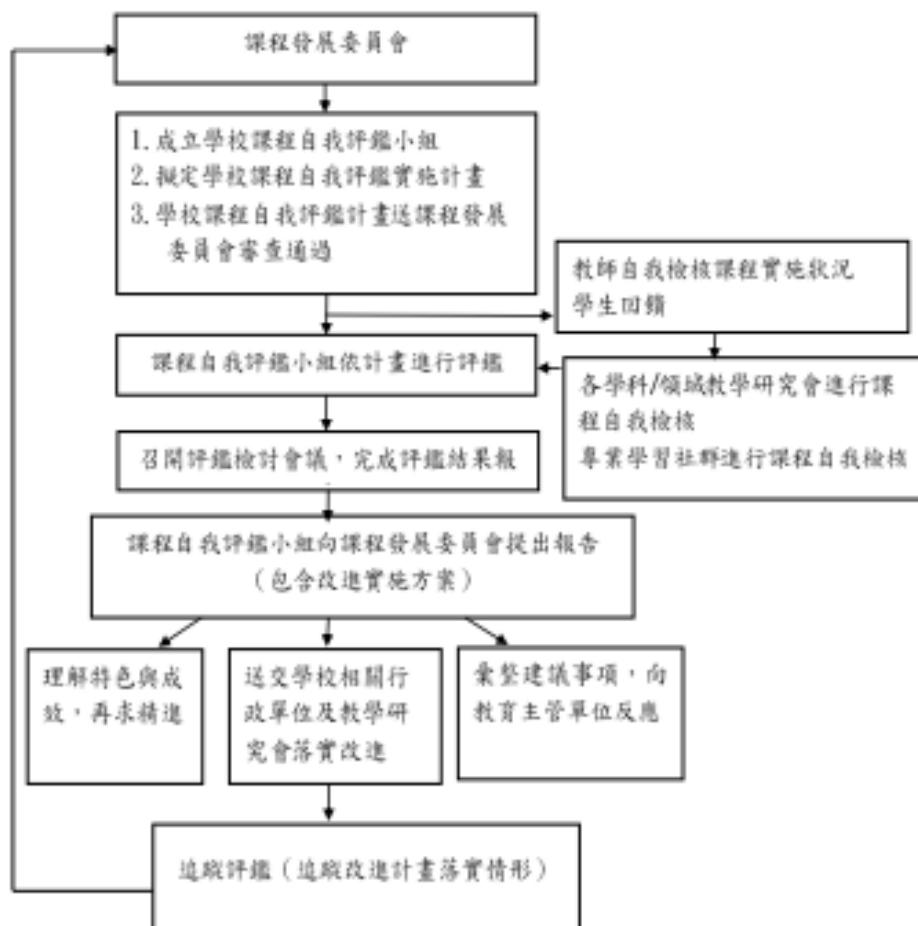 課程發展委員會
1.成立學校課程自我評鑑小組
2.擬定學校課程自我評鑑實施計畫
3.學校課程自我評鑑計畫送課程發展
委員會審查通過
教師自我檢核課程實施狀況
學生回饋
課程自我評鑑小組依計畫進行評鑑
各學科/領域教學研究會進行課
程自我檢核
專業學習社群進行課程自我檢核
召開評鑑檢討會議，完成評鑑結果報
課程自我評鑑小組向課程發展委員會提出報告
（包含改進實施方案）
理解特色與成
效，再求精進
送交學校相關行
政單位及教學研
究會落實改進
彙整建議事項，向
教育主管單位反應
追蹤評鑑（追蹤改進計畫落實情形）